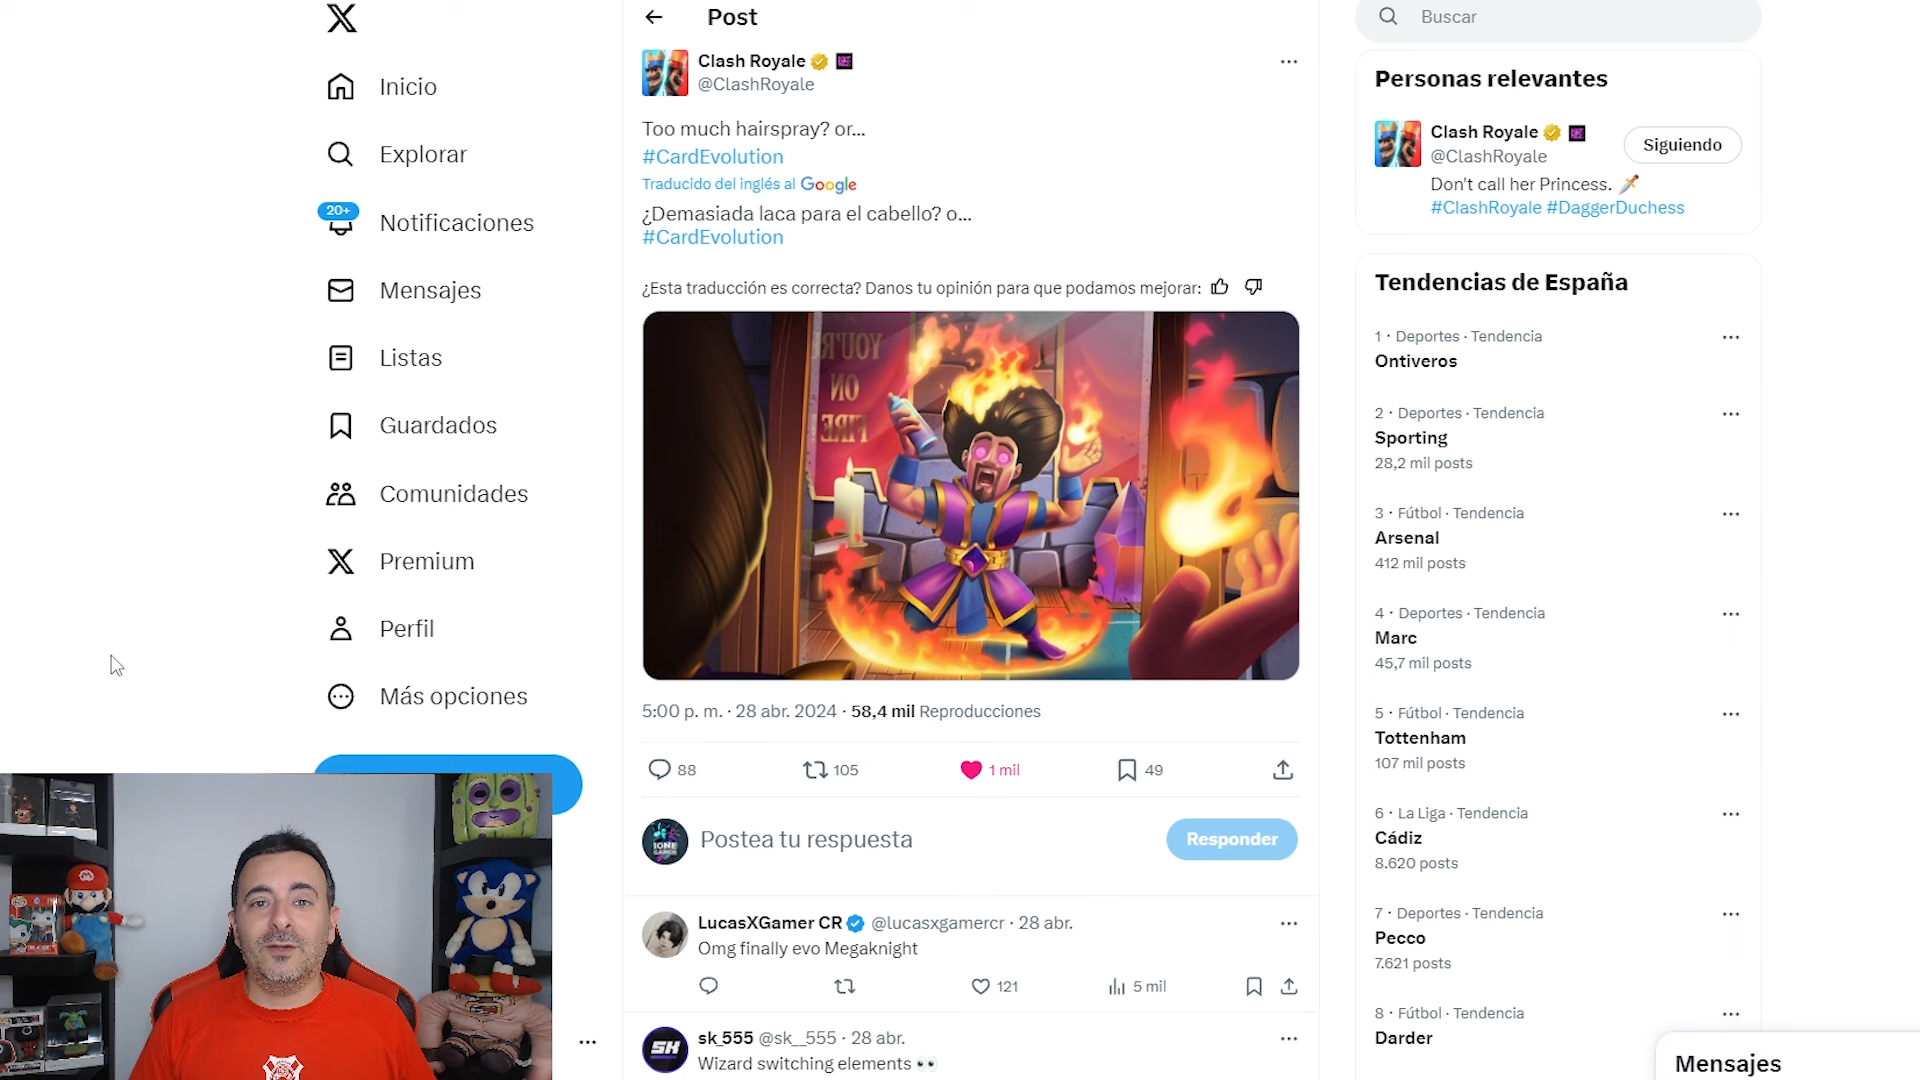 Inicio
Explorar
20+
Notificaciones
Mensajes
Listas
Guardados
Comunidades
Premium
Perfil
Más opciones
Post
Clash Royale
@ClashRoyale
Too much hairspray? or...
#CardEvolution
Traducido del inglés al Google
¿Demasiada laca para el cabello? o...
#CardEvolution
¿Esta traducción es correcta? Danos tu opinión para que podamos mejorar:
YOU'RE
ON
FIRE
5:00 p. m. · 28 abr. 2024 · 58,4 mil Reproducciones
88 105 1 mil 49
IONE
GAMER
Postea tu respuesta
Responder
LucasXGamer CR @lucasxgamercr · 28 abr.
Omg finally evo Megaknight
121 5 mil
SK
sk_555 @sk__555 · 28 abr.
Wizard switching elements 👀
Buscar
Personas relevantes
Clash Royale
@ClashRoyale
Siguiendo
Don't call her Princess. 🗡️
#ClashRoyale #DaggerDuchess
Tendencias de España
1 · Deportes · Tendencia
Ontiveros
2 · Deportes · Tendencia
Sporting
28,2 mil posts
3 · Fútbol · Tendencia
Arsenal
412 mil posts
4 · Deportes · Tendencia
Marc
45,7 mil posts
5 · Fútbol · Tendencia
Tottenham
107 mil posts
6 · La Liga · Tendencia
Cádiz
8.620 posts
7 · Deportes · Tendencia
Pecco
7.621 posts
8 · Fútbol · Tendencia
Darder
Mensajes